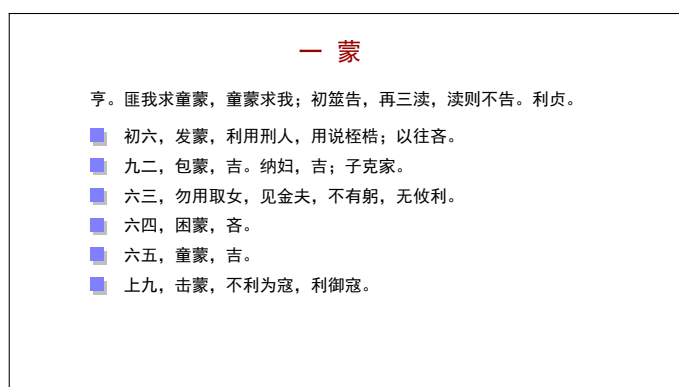 一 蒙
亨。匪我求童蒙，童蒙求我；初筮告，再三渎，渎则不告。利贞。
初六，发蒙，利用刑人，用说桎梏；以往吝。
九二，包蒙，吉。纳妇，吉；子克家。
六三，勿用取女，见金夫，不有躬，无攸利。
六四，困蒙，吝。
六五，童蒙，吉。
上九，击蒙，不利为寇，利御寇。